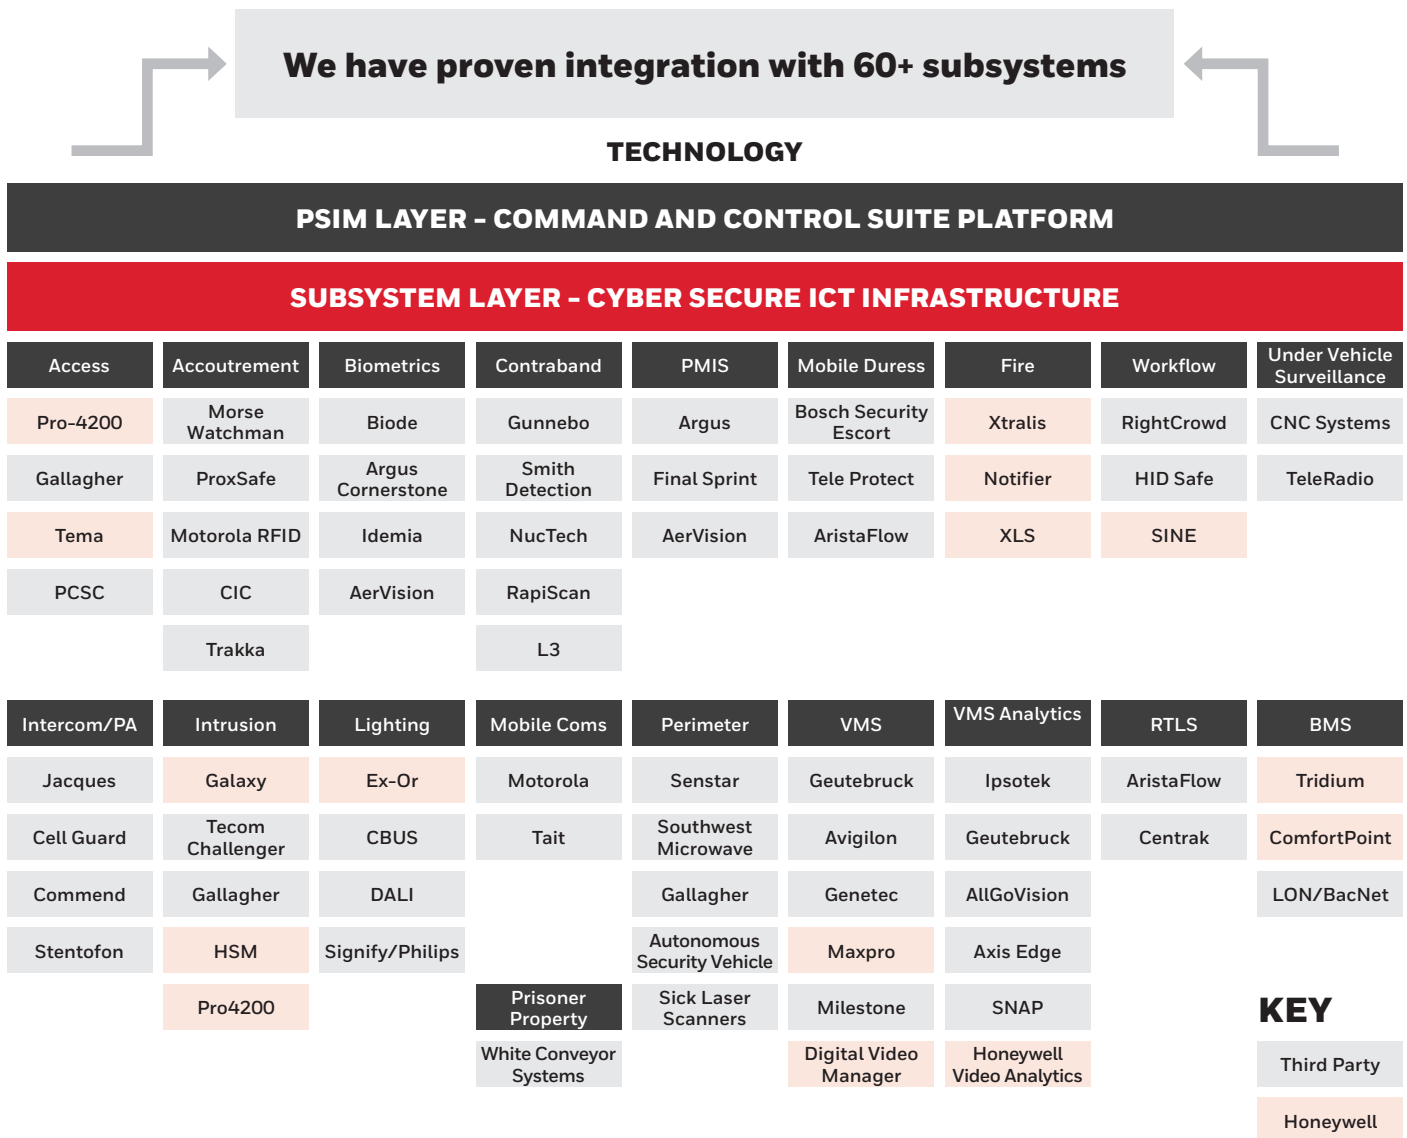 We have proven integration with 60+ subsystems
TECHNOLOGY
PSIM LAYER – COMMAND AND CONTROL SUITE PLATFORM
SUBSYSTEM LAYER – CYBER SECURE ICT INFRASTRUCTURE
Access
Pro-4200
Gallagher
Tema
PCSC
Accoutrement
Morse
Watchman
ProxSafe
Motorola RFID
CIC
Trakka
Biometrics
Biode
Argus
Cornerstone
Idemia
AerVision
Contraband
Gunnebo
Smith
Detection
NucTech
RapiScan
L3
PMIS
Argus
Final Sprint
AerVision
Mobile Duress
Bosch Security
Escort
Tele Protect
AristaFlow
Fire
Xtralis
Notifier
XLS
Workflow
RightCrowd
HID Safe
SINE
Under Vehicle
Surveillance
CNC Systems
TeleRadio
Intercom/PA
Jacques
Cell Guard
Commend
Stentofon
Intrusion
Galaxy
Tecom
Challenger
Gallagher
HSM
Pro4200
Lighting
Ex-Or
CBUS
DALI
Signify/Philips
Mobile Coms
Motorola
Tait
Prisoner
Property
White Conveyor
Systems
Perimeter
Senstar
Southwest
Microwave
Gallagher
Autonomous
Security Vehicle
Sick Laser
Scanners
VMS
Geutebruck
Avigilon
Genetec
Maxpro
Milestone
Digital Video
Manager
VMS Analytics
Ipsotek
Geutebruck
AllGoVision
Axis Edge
SNAP
Honeywell
Video Analytics
RTLS
AristaFlow
Centrak
BMS
Tridium
ComfortPoint
LON/BacNet
KEY
Third Party
Honeywell